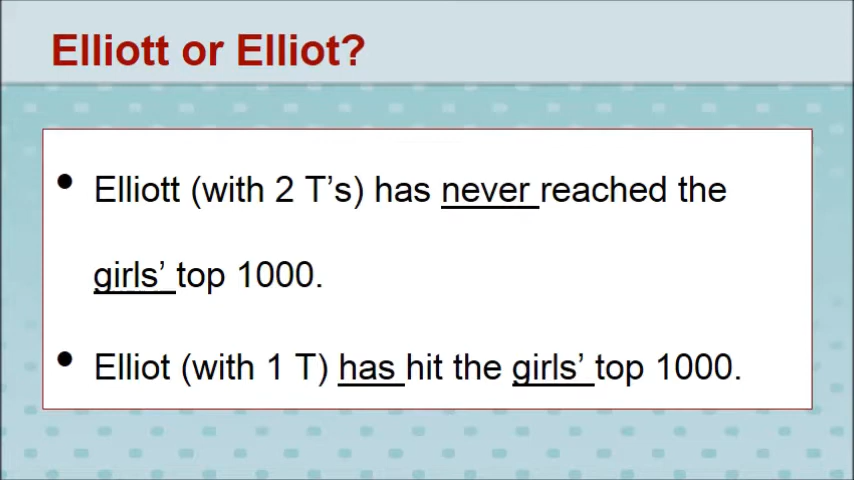 Elliott or Elliot?
• Elliott (with 2 T’s) has never reached the
girls’ top 1000.
• Elliot (with 1 T) has hit the girls’ top 1000.